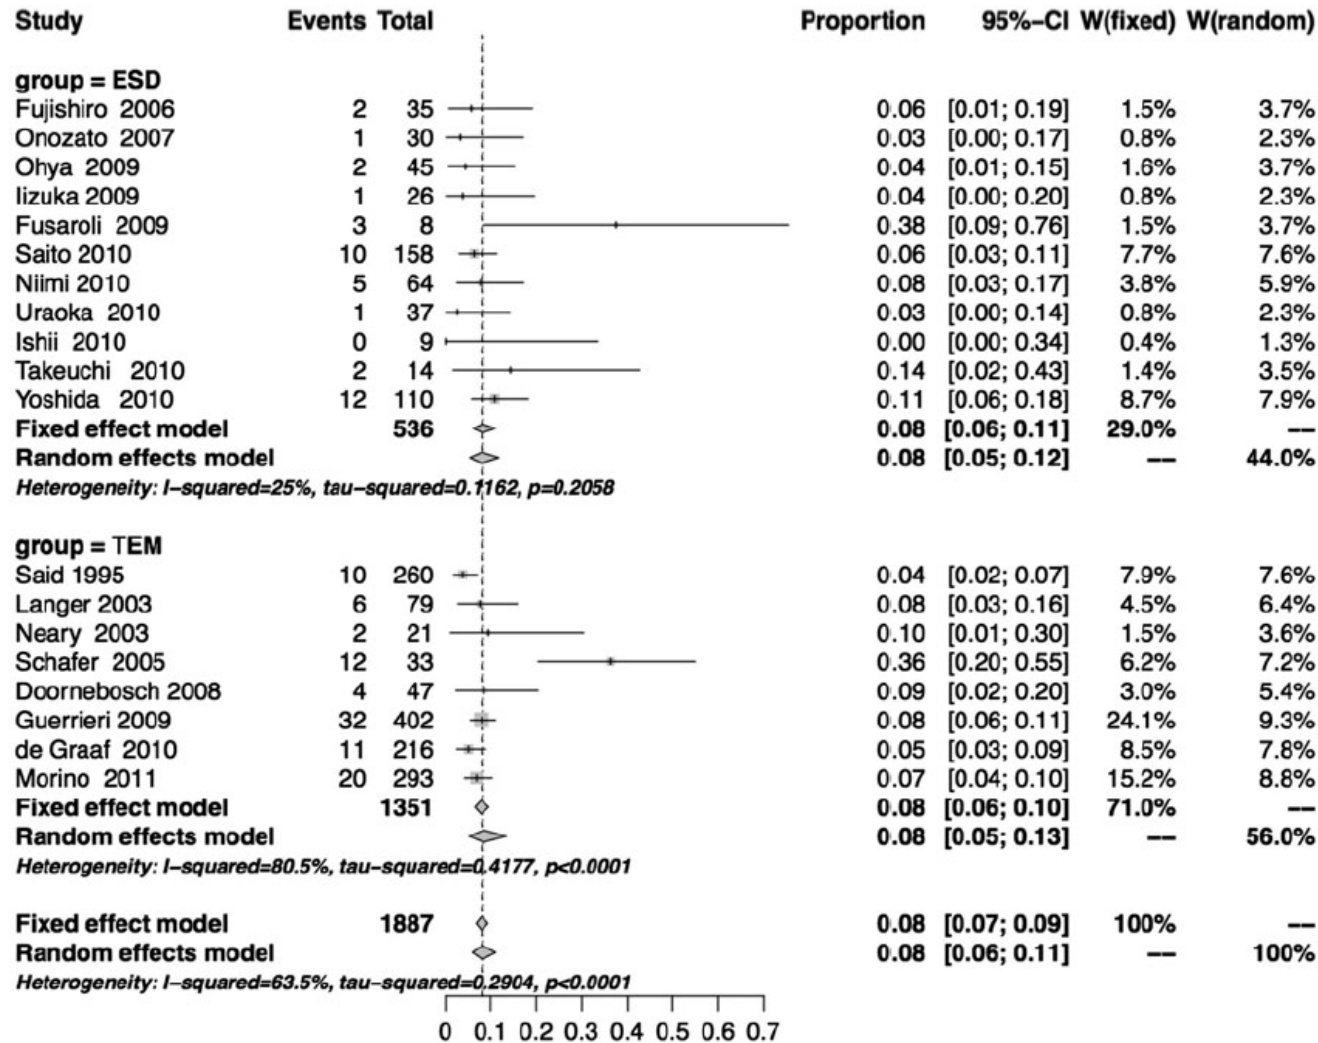 Study Events Total Proportion 95%-CI W(fixed) W(random)
group = ESD
Fujishiro 2006 2 35 0.06 [0.01; 0.19] 1.5% 3.7%
Onozato 2007 1 30 0.03 [0.00; 0.17] 0.8% 2.3%
Ohya 2009 2 45 0.04 [0.01; 0.15] 1.6% 3.7%
Iizuka 2009 1 26 0.04 [0.00; 0.20] 0.8% 2.3%
Fusaroli 2009 3 8 0.38 [0.09; 0.76] 1.5% 3.7%
Saito 2010 10 158 0.06 [0.03; 0.11] 7.7% 7.6%
Niimi 2010 5 64 0.08 [0.03; 0.17] 3.8% 5.9%
Uraoka 2010 1 37 0.03 [0.00; 0.14] 0.8% 2.3%
Ishii 2010 0 9 0.00 [0.00; 0.34] 0.4% 1.3%
Takeuchi 2010 2 14 0.14 [0.02; 0.43] 1.4% 3.5%
Yoshida 2010 12 110 0.11 [0.06; 0.18] 8.7% 7.9%
Fixed effect model 536 0.08 [0.06; 0.11] 29.0% --
Random effects model 0.08 [0.05; 0.12] -- 44.0%
Heterogeneity: I-squared=25%, tau-squared=0.1162, p=0.2058
group = TEM
Said 1995 10 260 0.04 [0.02; 0.07] 7.9% 7.6%
Langer 2003 6 79 0.08 [0.03; 0.16] 4.5% 6.4%
Neary 2003 2 21 0.10 [0.01; 0.30] 1.5% 3.6%
Schafer 2005 12 33 0.36 [0.20; 0.55] 6.2% 7.2%
Doornebosch 2008 4 47 0.09 [0.02; 0.20] 3.0% 5.4%
Guerrieri 2009 32 402 0.08 [0.06; 0.11] 24.1% 9.3%
de Graaf 2010 11 216 0.05 [0.03; 0.09] 8.5% 7.8%
Morino 2011 20 293 0.07 [0.04; 0.10] 15.2% 8.8%
Fixed effect model 1351 0.08 [0.06; 0.10] 71.0% --
Random effects model 0.08 [0.05; 0.13] -- 56.0%
Heterogeneity: I-squared=80.5%, tau-squared=0.4177, p<0.0001
Fixed effect model 1887 0.08 [0.07; 0.09] 100% --
Random effects model 0.08 [0.06; 0.11] -- 100%
Heterogeneity: I-squared=63.5%, tau-squared=0.2904, p<0.0001
0 0.1 0.2 0.3 0.4 0.5 0.6 0.7